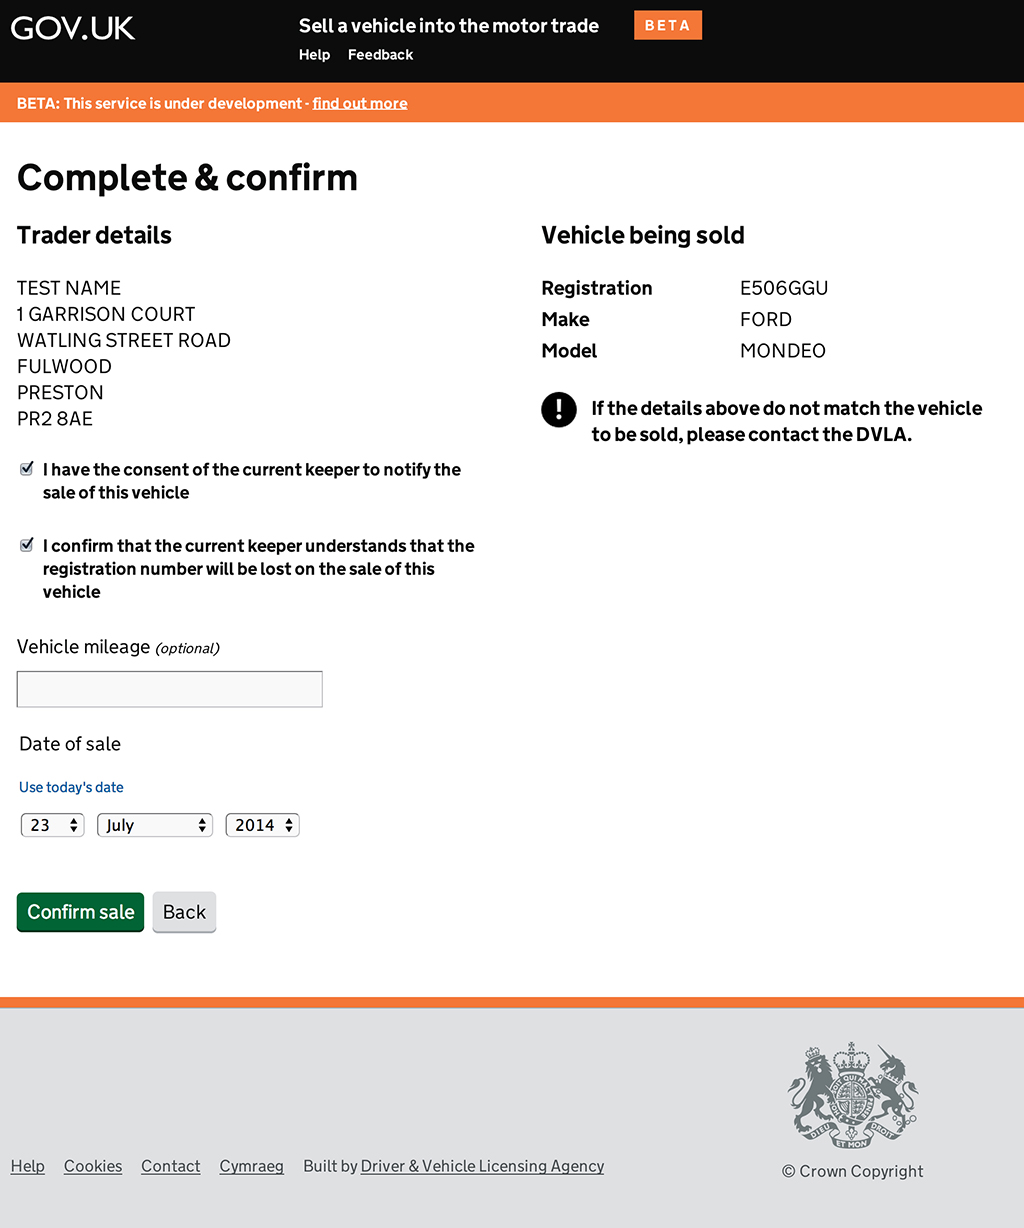 GOV.UK
Sell a vehicle into the motor trade
BETA
Help Feedback
BETA: This service is under development - find out more
Complete & confirm
Trader details
TEST NAME
1 GARRISON COURT
WATLING STREET ROAD
FULWOOD
PRESTON
PR2 8AE
I have the consent of the current keeper to notify the
sale of this vehicle
I confirm that the current keeper understands that the
registration number will be lost on the sale of this
vehicle
Vehicle mileage (optional)
Date of sale
Use today's date
23 July 2014
Confirm sale Back
Vehicle being sold
Registration E506GGU
Make FORD
Model MONDEO
! If the details above do not match the vehicle
to be sold, please contact the DVLA.
DIEU ET MON DROIT
Help Cookies Contact Cymraeg Built by Driver & Vehicle Licensing Agency
© Crown Copyright